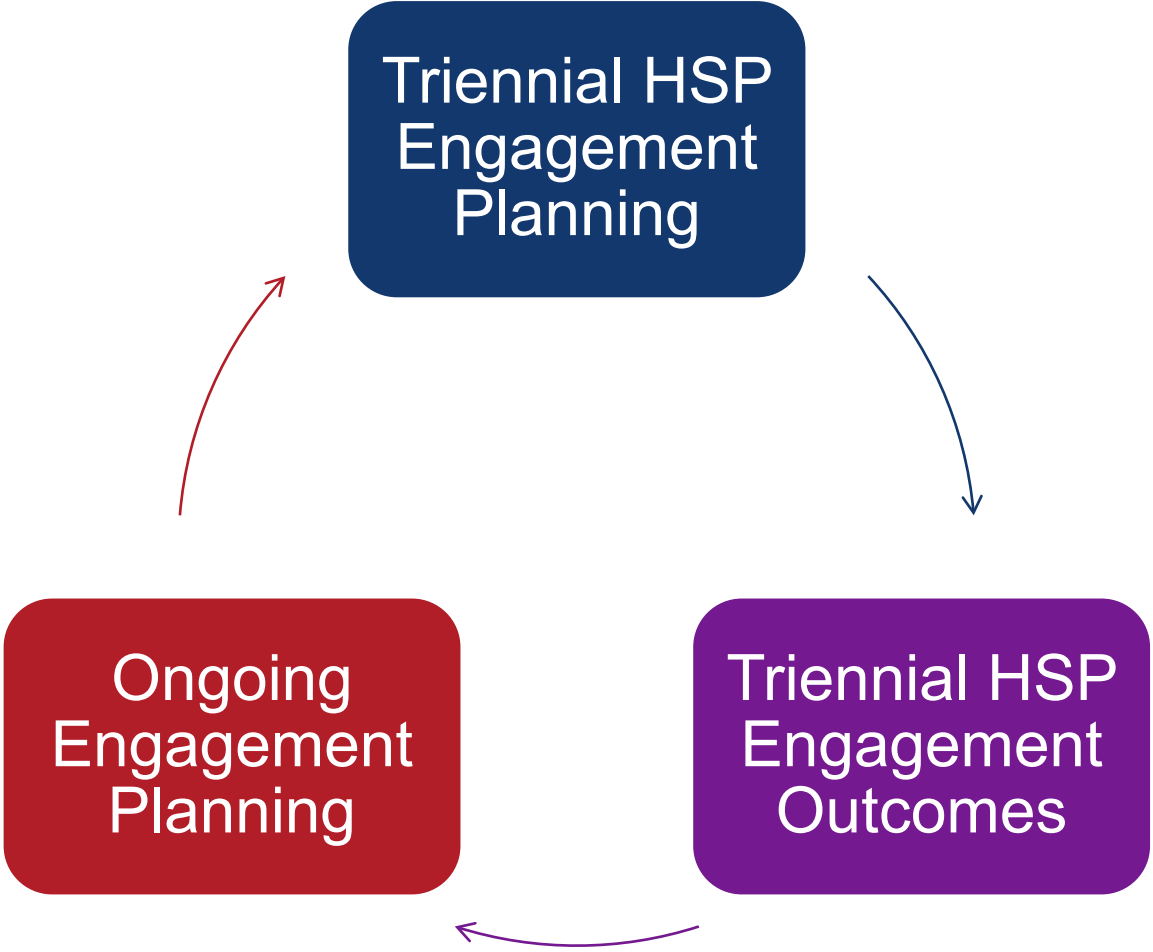 Triennial HSP
Engagement
Planning
Ongoing
Engagement
Planning
Triennial HSP
Engagement
Outcomes